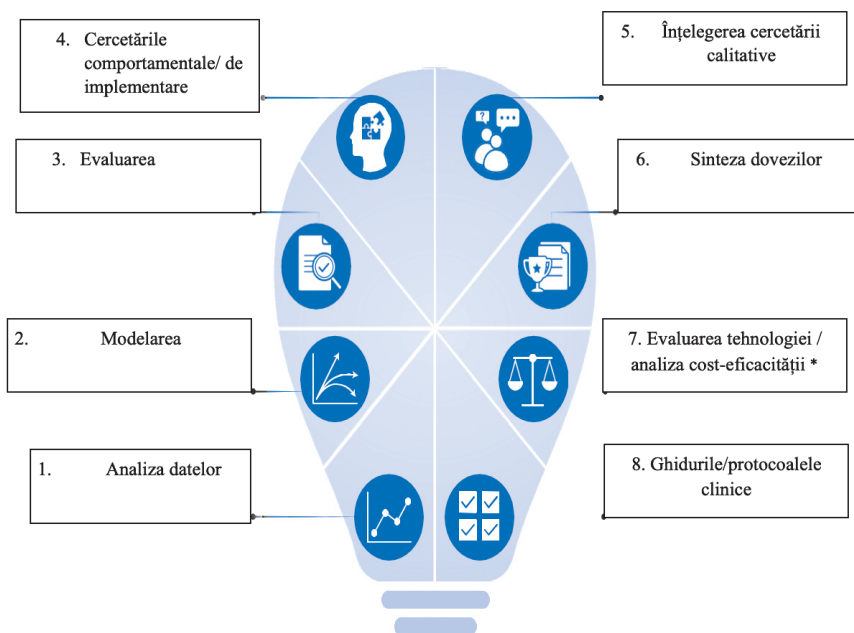 4. Cercetările
comportamentale/ de
implementare
5. Înțelegerea cercetării
calitative
3. Evaluarea
6. Sinteza dovezilor
2. Modelarea
7. Evaluarea tehnologiei /
analiza cost-eficacității *
1. Analiza datelor
8. Ghidurile/protocoalele
clinice
?